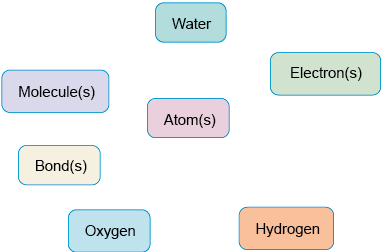 Water
Electron(s)
Molecule(s)
Atom(s)
Bond(s)
Oxygen
Hydrogen